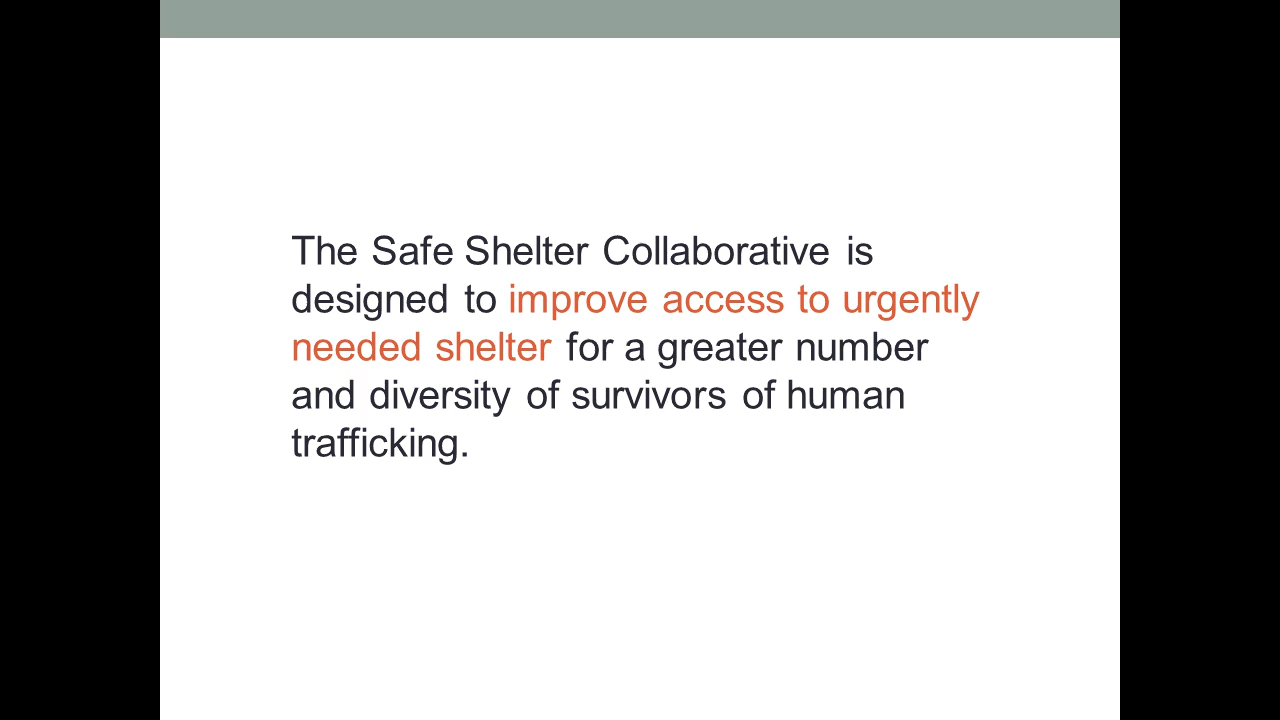 The Safe Shelter Collaborative is
designed to improve access to urgently
needed shelter for a greater number
and diversity of survivors of human
trafficking.